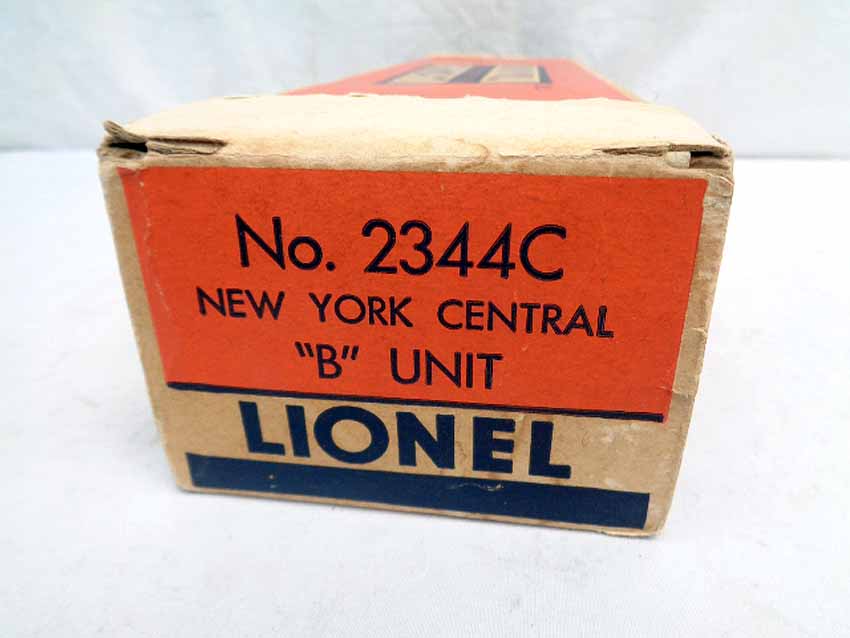 No. 2344C
NEW YORK CENTRAL
"B" UNIT
LIONEL